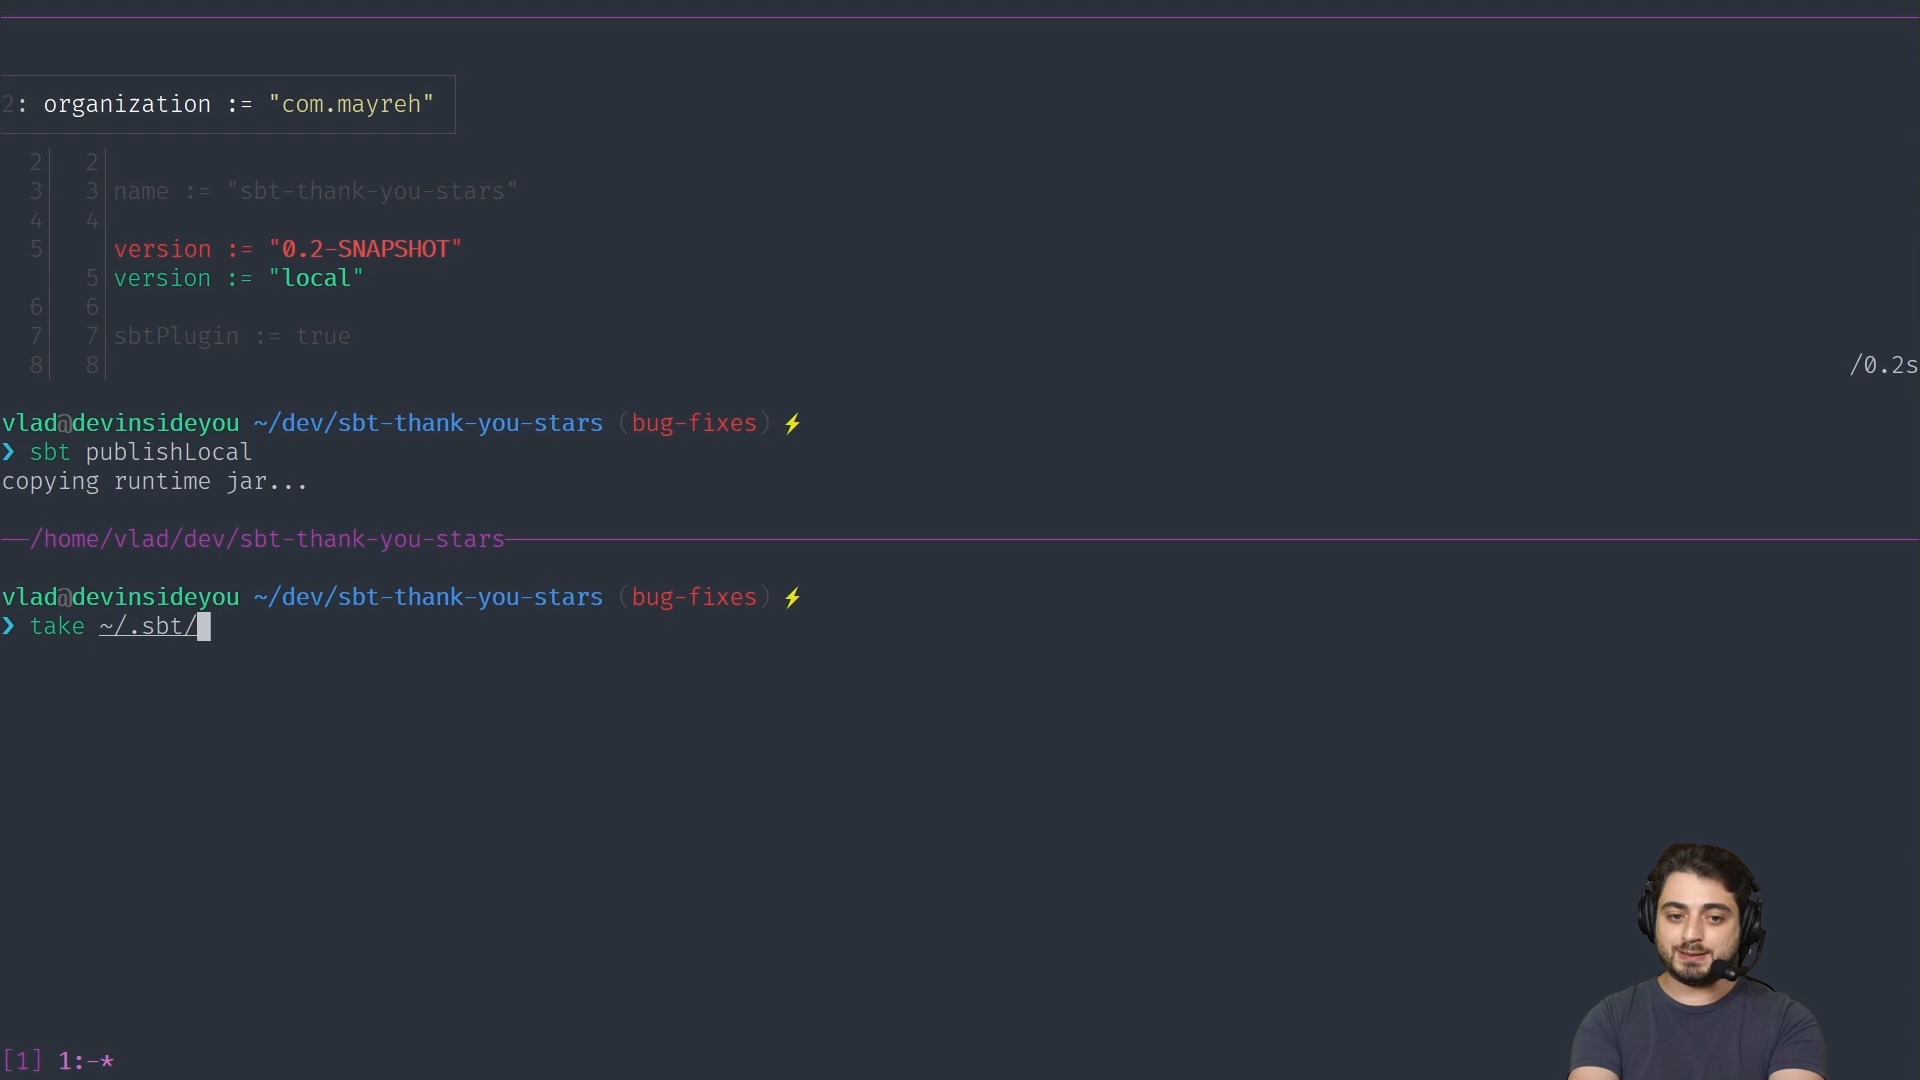 2: organization := "com.mayreh"
2 2
3 3 name := "sbt-thank-you-stars"
4 4
5 version := "0.2-SNAPSHOT"
5 version := "local"
6 6
7 7 sbtPlugin := true
8 8
/0.2s
vlad@devinsideyou ~/dev/sbt-thank-you-stars (bug-fixes) ⚡
❯ sbt publishLocal
copying runtime jar...
/home/vlad/dev/sbt-thank-you-stars
vlad@devinsideyou ~/dev/sbt-thank-you-stars (bug-fixes) ⚡
❯ take ~/.sbt/
[1] 1:-*